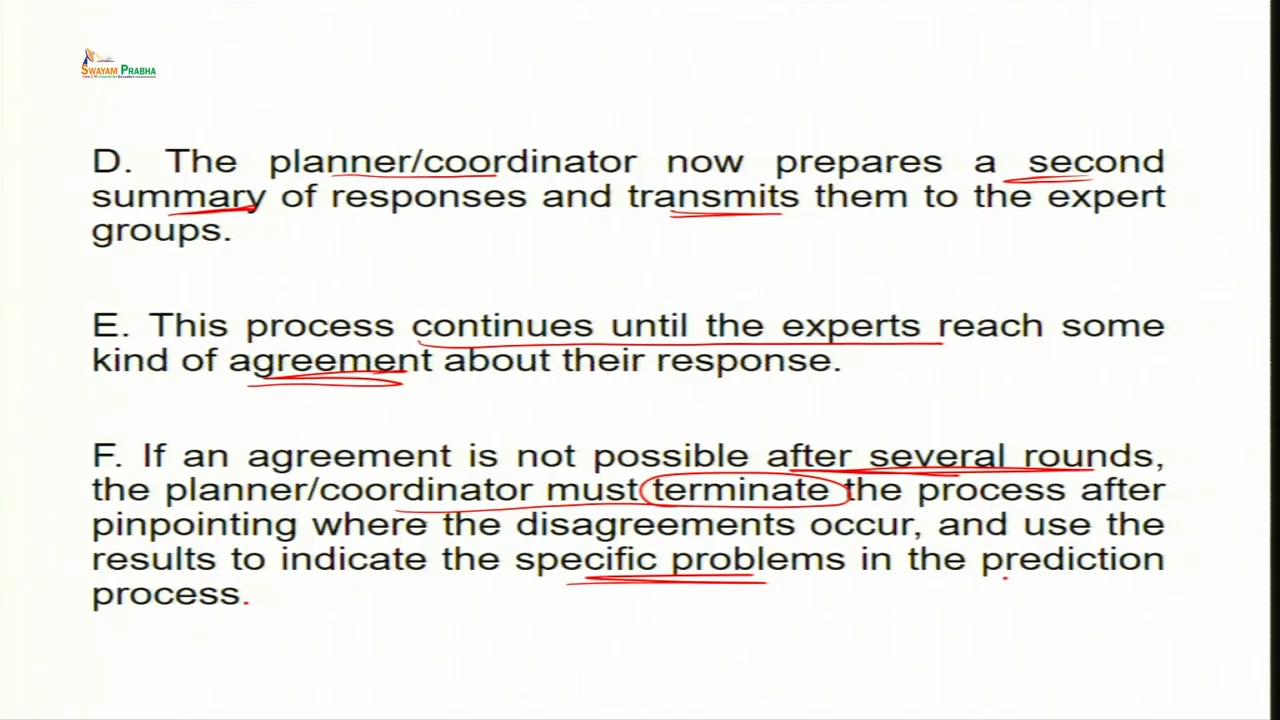 SWAYAM PRABHA
D. The planner/coordinator now prepares a second
summary of responses and transmits them to the expert
groups.
E. This process continues until the experts reach some
kind of agreement about their response.
F. If an agreement is not possible after several rounds,
the planner/coordinator must terminate the process after
pinpointing where the disagreements occur, and use the
results to indicate the specific problems in the prediction
process.